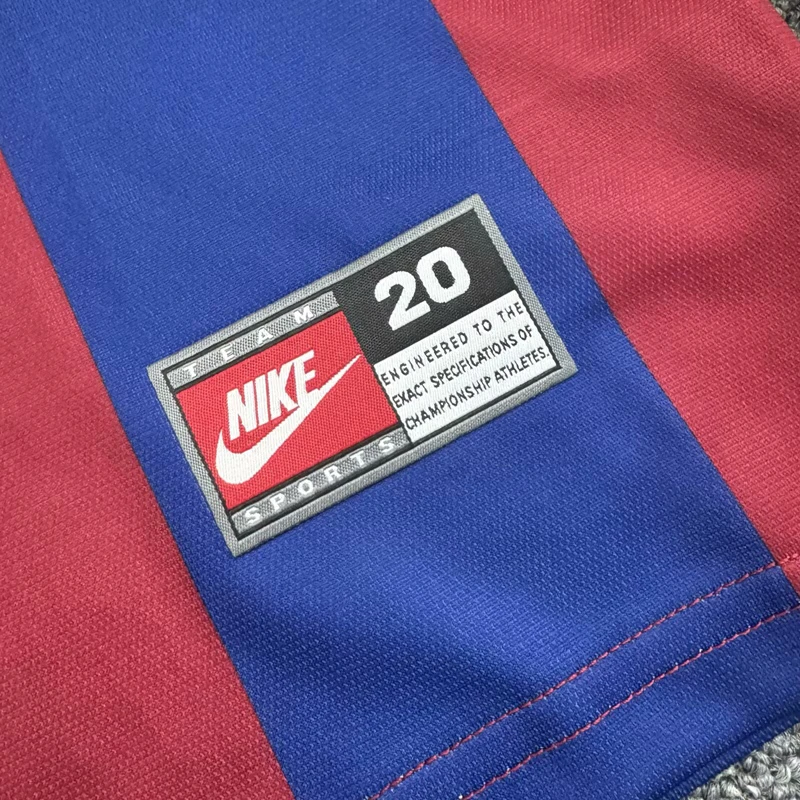 TEAM
NIKE
SPORTS
20
ENGINEERED TO THE
EXACT SPECIFICATIONS OF
CHAMPIONSHIP ATHLETES.